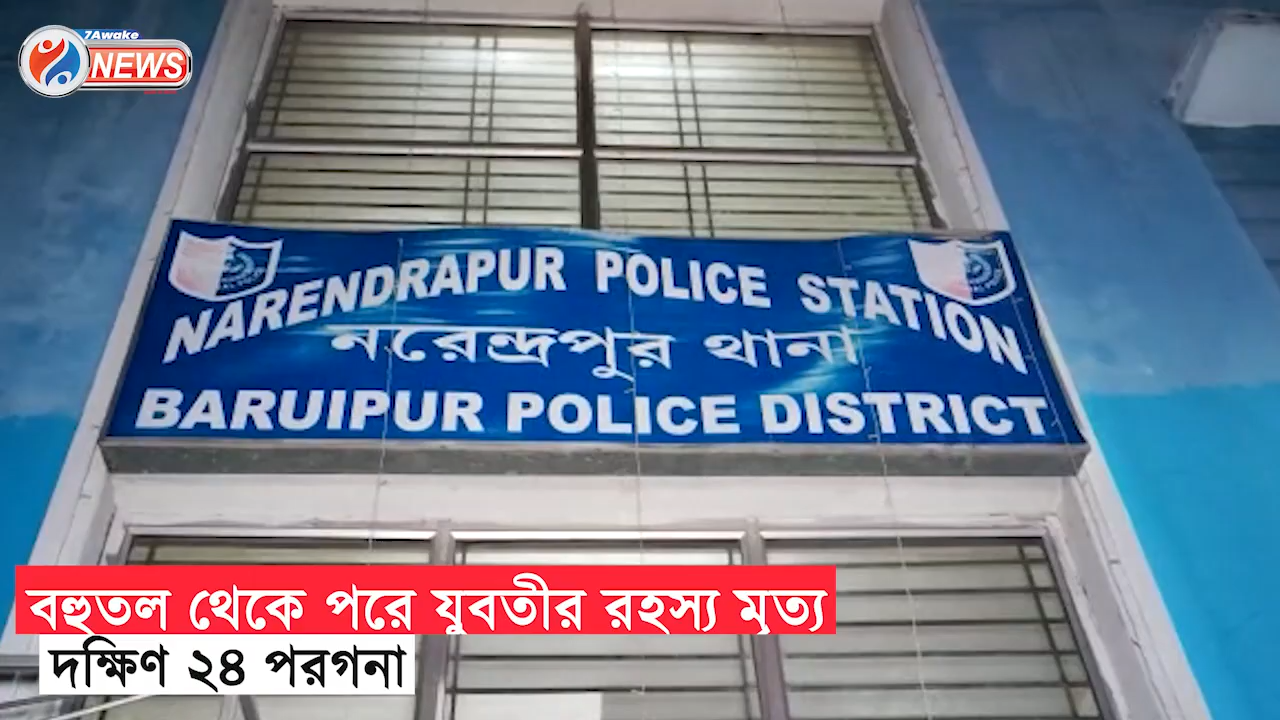 7Awake
NEWS
NARENDRAPUR POLICE STATION
নরেন্দ্রপুর থানা
BARUIPUR POLICE DISTRICT
বহুতল থেকে পরে যুবতীর রহস্য মৃত্য
দক্ষিণ ২৪ পরগনা